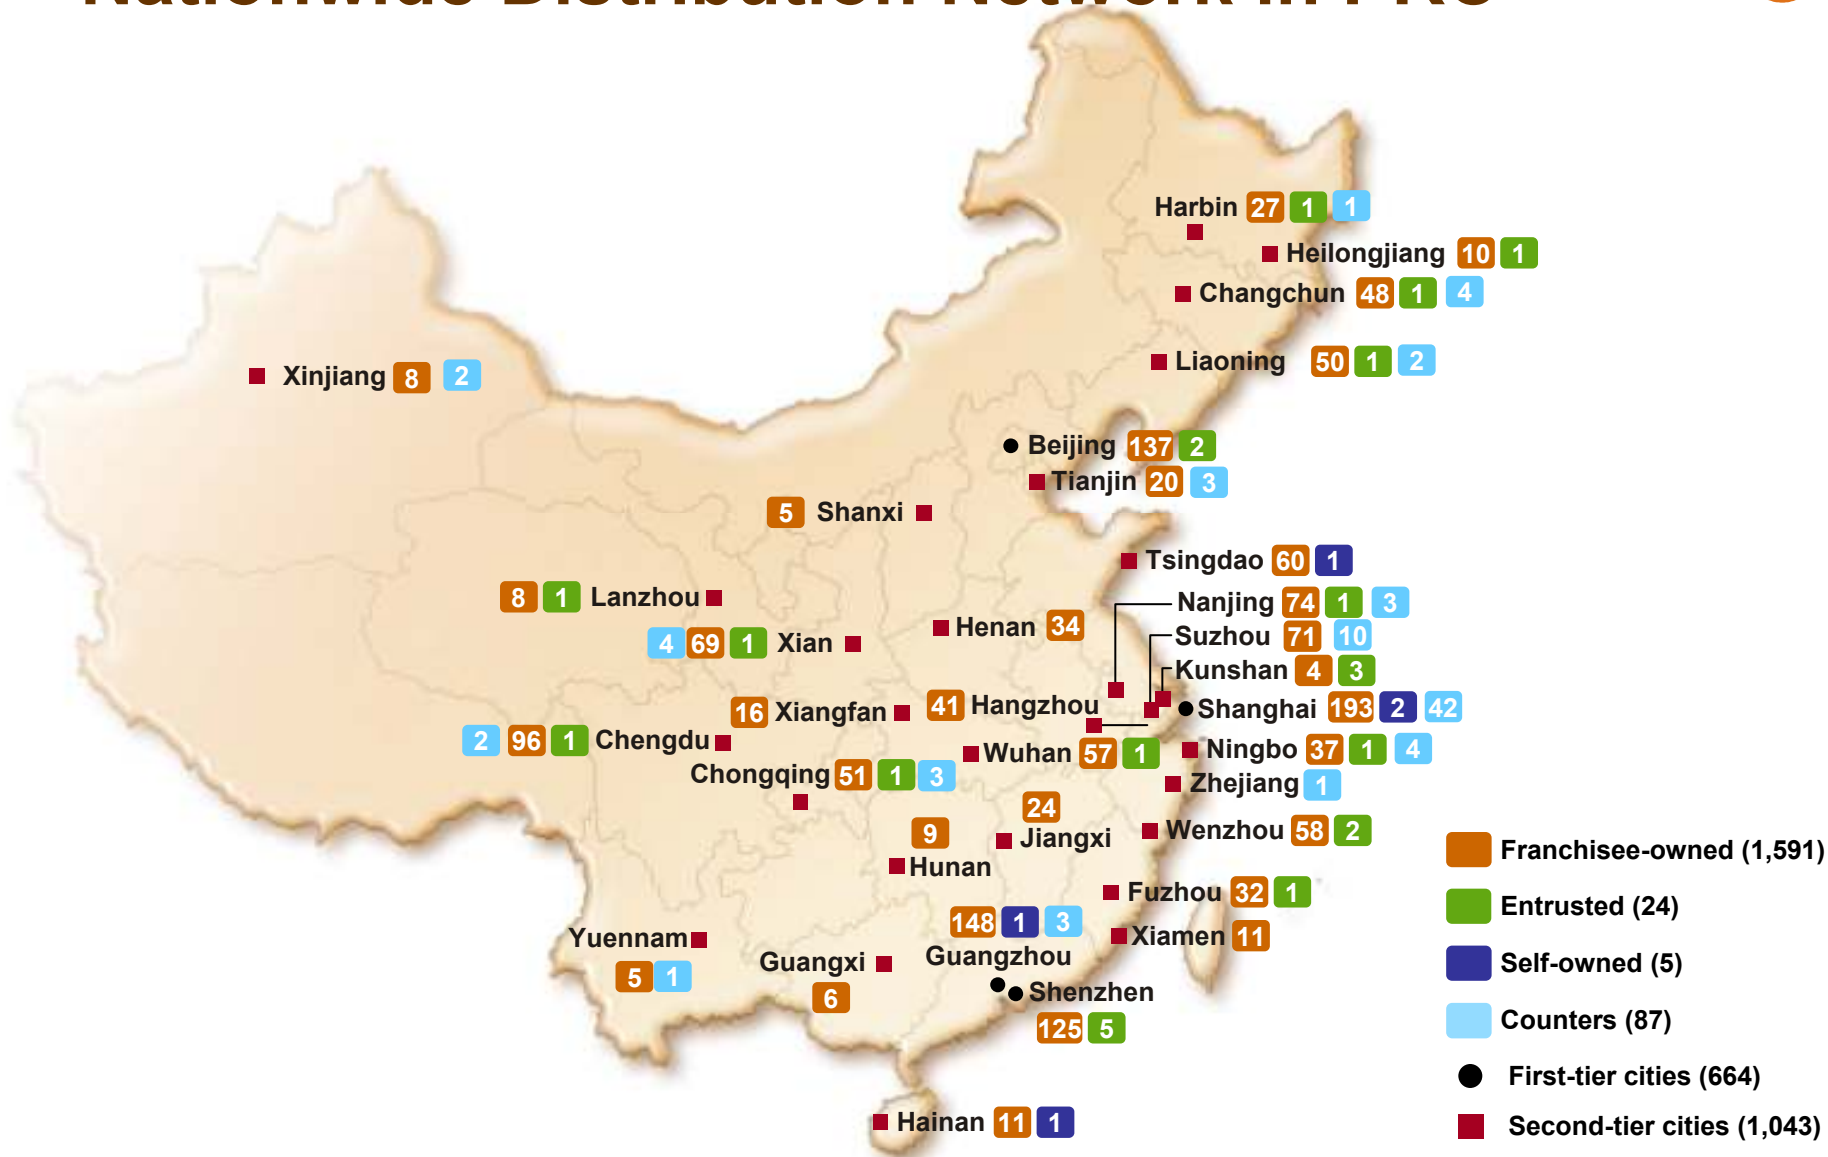 Nationwide Distribution Network in PRC
Harbin 27 1 1
Heilongjiang 10 1
Changchun 48 1 4
Liaoning 50 1 2
Xinjiang 8 2
Beijing 137 2
Tianjin 20 3
5 Shanxi
Tsingdao 60 1
8 1 Lanzhou
Nanjing 74 1 3
Henan 34
Suzhou 71 10
4 69 1 Xian
Kunshan 4 3
16 Xiangfan
41 Hangzhou
Shanghai 193 2 42
2 96 1 Chengdu
Wuhan 57 1
Ningbo 37 1 4
Chongqing 51 1 3
Zhejiang 1
24
Jiangxi
9
Hunan
Wenzhou 58 2
Fuzhou 32 1
148 1 3
Guangzhou
Xiamen 11
Yuennam
5 1
Guangxi
6
Shenzhen
125 5
Hainan 11 1
Franchisee-owned (1,591)
Entrusted (24)
Self-owned (5)
Counters (87)
First-tier cities (664)
Second-tier cities (1,043)